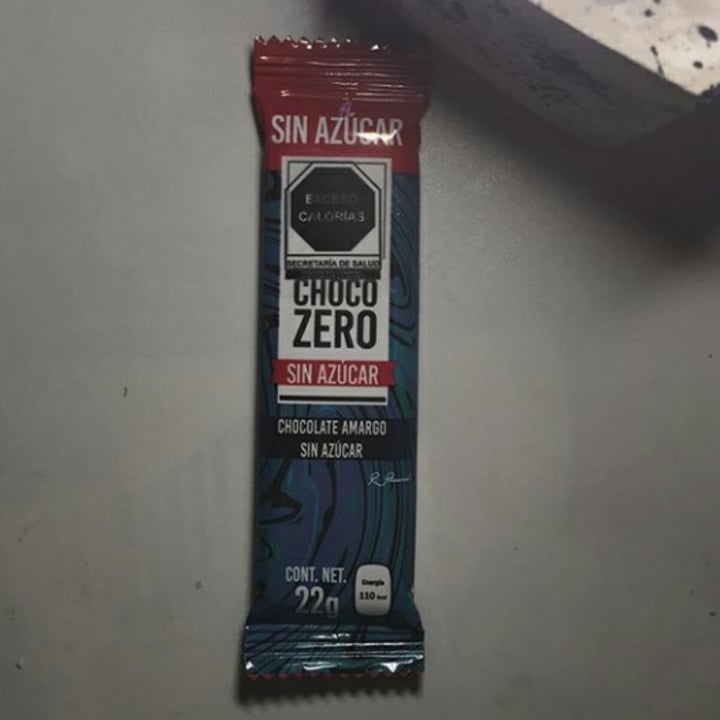 SIN AZÚCAR
EXCESO
CALORÍAS
SECRETARÍA DE SALUD
CHOCO
ZERO
SIN AZÚCAR
CHOCOLATE AMARGO
SIN AZÚCAR
CONT. NET.
22g
Energía
110 kcal